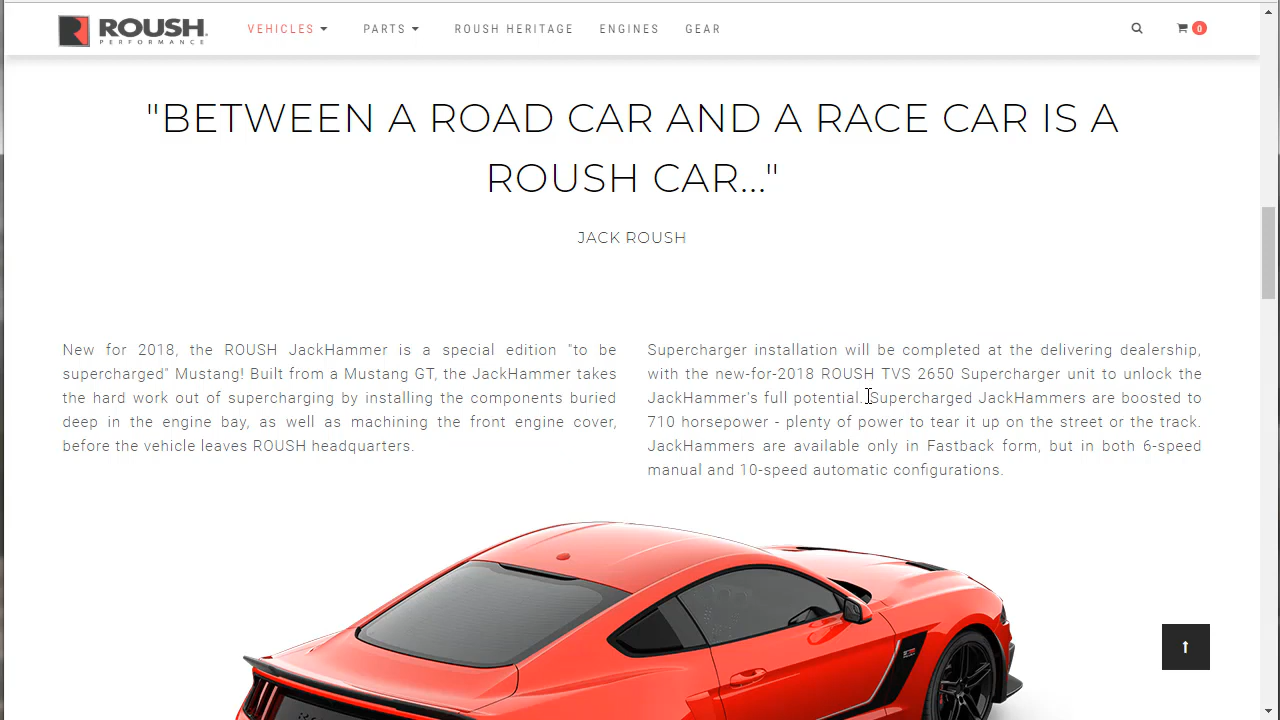 ROUSH
PERFORMANCE
VEHICLES PARTS ROUSH HERITAGE ENGINES GEAR
0
"BETWEEN A ROAD CAR AND A RACE CAR IS A
ROUSH CAR..."
JACK ROUSH
New for 2018, the ROUSH JackHammer is a special edition "to be
supercharged" Mustang! Built from a Mustang GT, the JackHammer takes
the hard work out of supercharging by installing the components buried
deep in the engine bay, as well as machining the front engine cover,
before the vehicle leaves ROUSH headquarters.
Supercharger installation will be completed at the delivering dealership,
with the new-for-2018 ROUSH TVS 2650 Supercharger unit to unlock the
JackHammer's full potential. Supercharged JackHammers are boosted to
710 horsepower - plenty of power to tear it up on the street or the track.
JackHammers are available only in Fastback form, but in both 6-speed
manual and 10-speed automatic configurations.